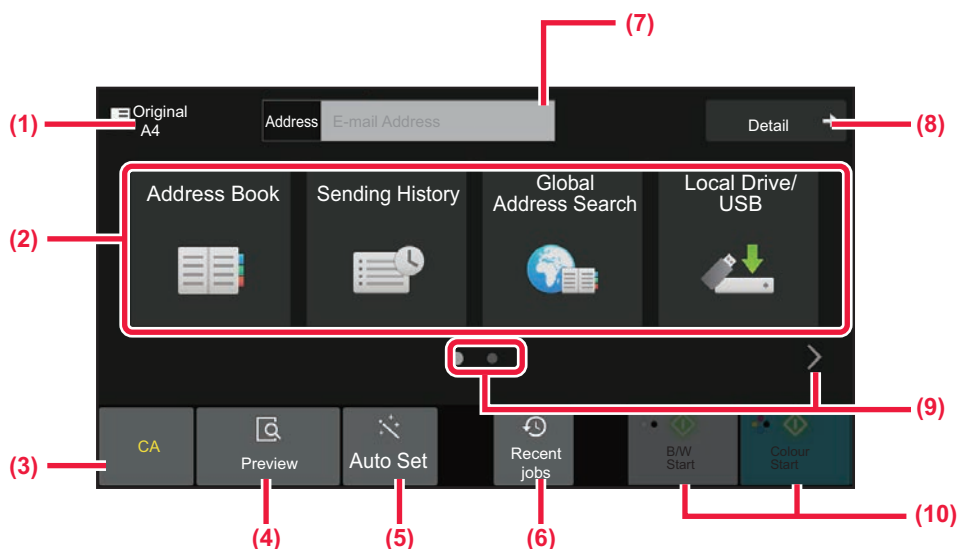 (7)
(1)
Original
A4
Address
E-mail Address
Detail
(8)
(2)
Address Book
Sending History
Global
Address Search
Local Drive/
USB
(9)
(3)
CA
Preview
Auto Set
Recent
jobs
B/W
Start
Colour
Start
(10)
(4)
(5)
(6)